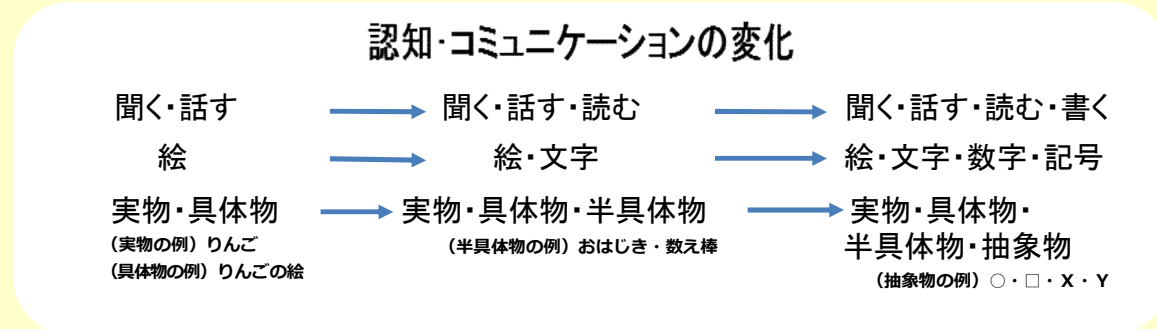 認知・コミュニケーションの変化
聞く・話す 聞く・話す・読む 聞く・話す・読む・書く
絵 絵・文字 絵・文字・数字・記号
実物・具体物 実物・具体物・半具体物 実物・具体物・
半具体物・抽象物
(実物の例)りんご (半具体物の例)おはじき・数え棒
(具体物の例)りんごの絵
(抽象物の例)○・□・X・Y